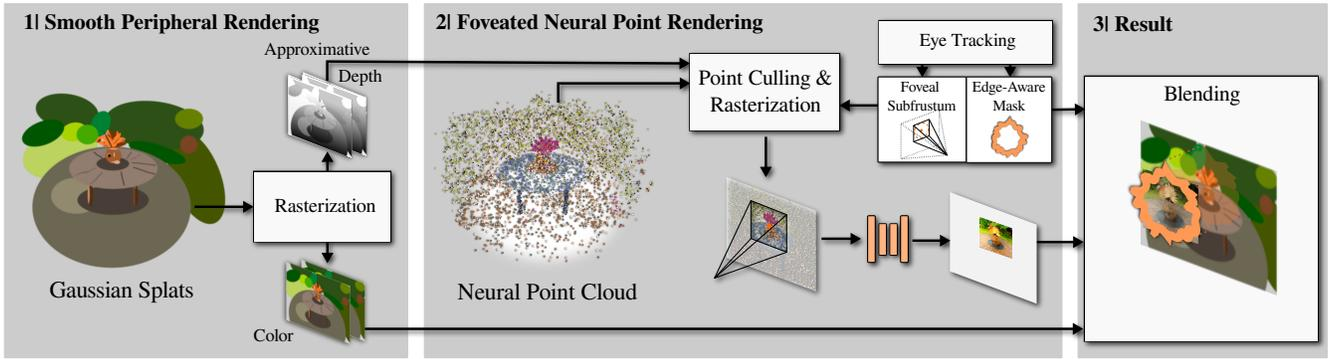 1| Smooth Peripheral Rendering
Approximative
Depth
Rasterization
Gaussian Splats
Color
2| Foveated Neural Point Rendering
Neural Point Cloud
Point Culling &
Rasterization
Eye Tracking
Foveal
Subfrustum
Edge-Aware
Mask
3| Result
Blending